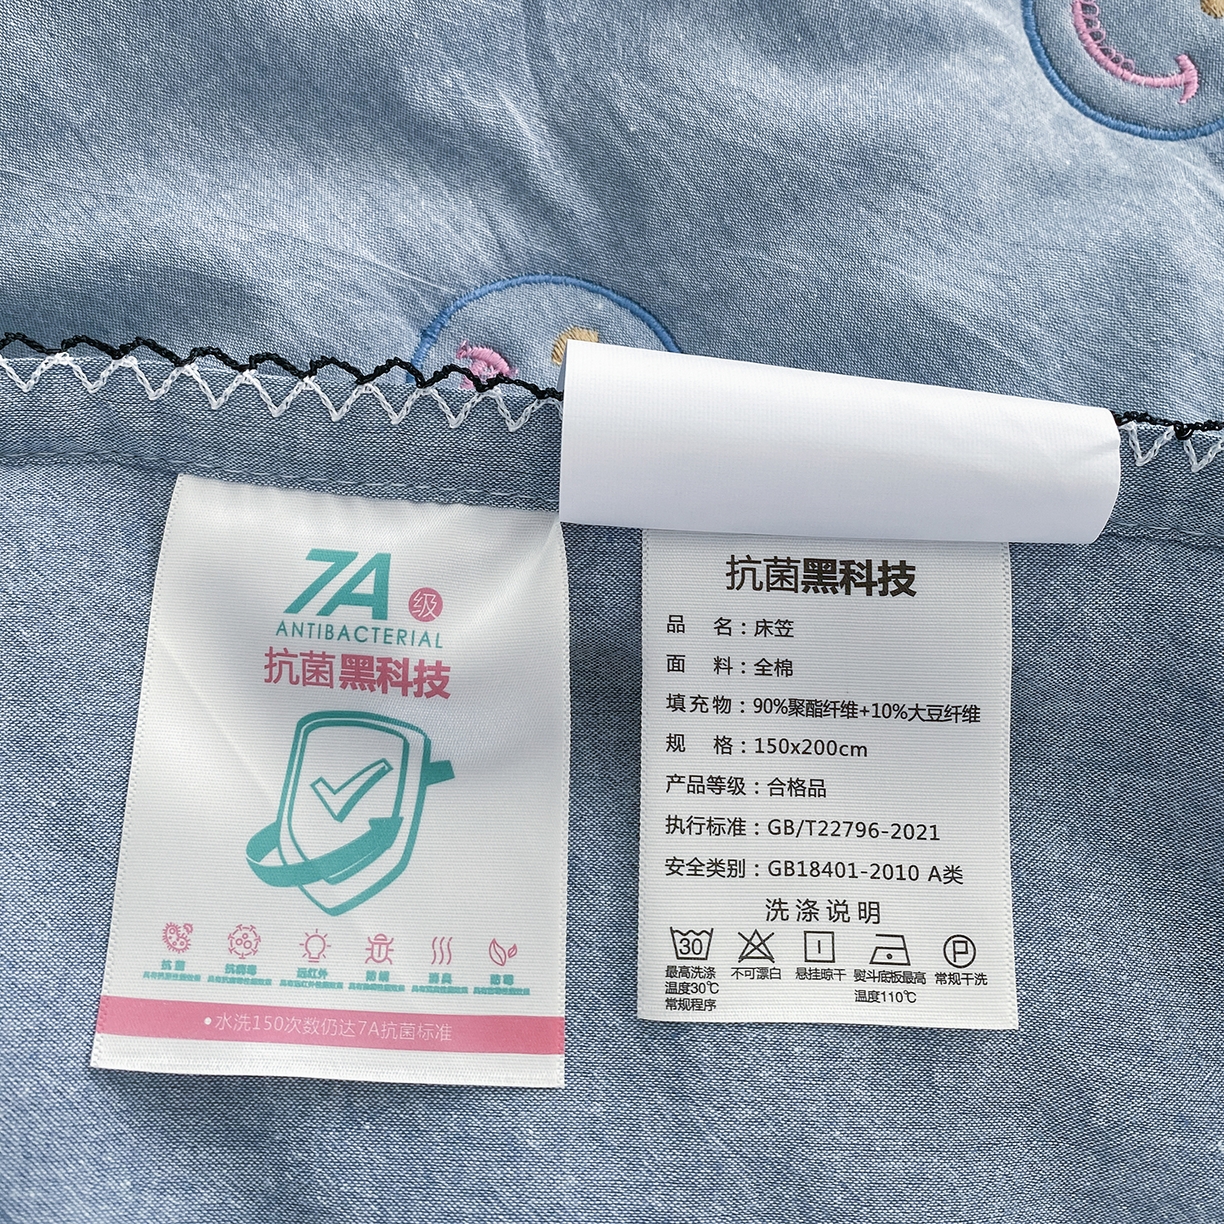 7A级
ANTIBACTERIAL
抗菌黑科技
抗菌 抗病毒 远红外 防螨 消臭 防霉
•水洗150次数仍达7A抗菌标准
抗菌黑科技
品 名：床笠
面 料：全棉
填充物：90%聚酯纤维+10%大豆纤维
规 格：150x200cm
产品等级：合格品
执行标准：GB/T22796-2021
安全类别：GB18401-2010 A类
洗涤说明
30 P
最高洗涤 不可漂白 悬挂晾干 熨斗底板最高 常规干洗
温度30℃ 温度110℃
常规程序